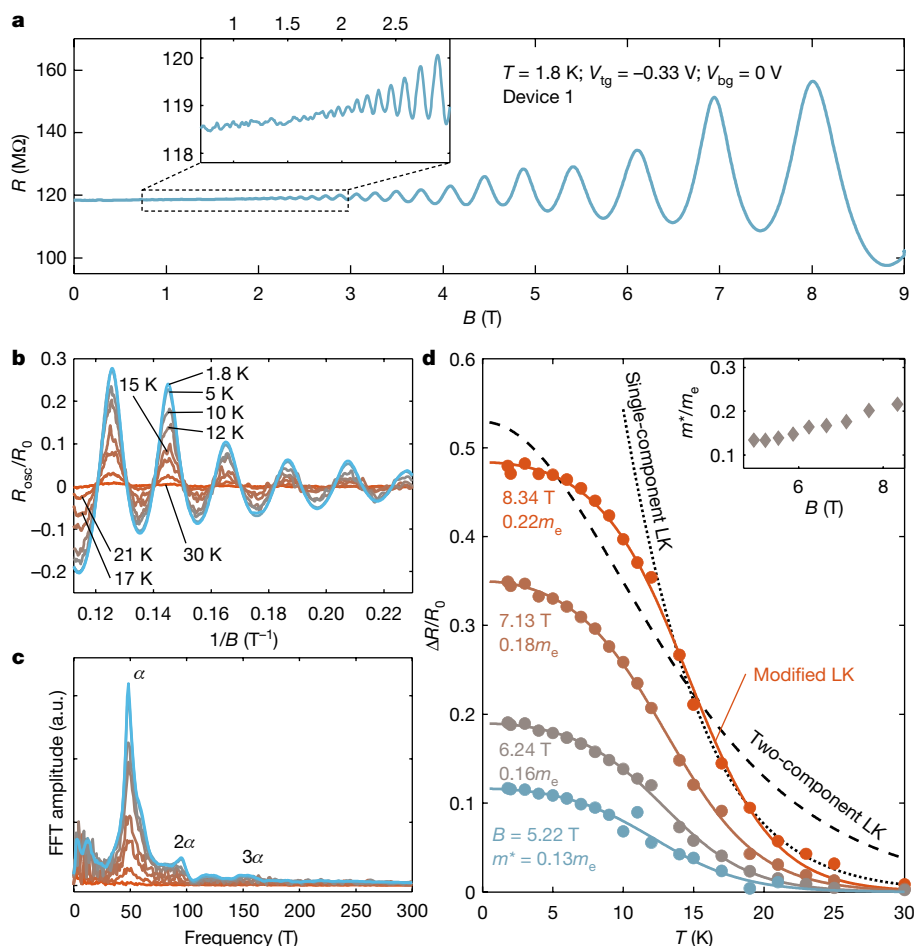 a
1 1.5 2 2.5
120
119
118
T = 1.8 K; V_tg = –0.33 V; V_bg = 0 V
Device 1
160
140
120
100
R (MΩ)
0 1 2 3 4 5 6 7 8 9
B (T)
b
0.3
0.2
0.1
0
–0.1
–0.2
R_osc/R_0
15 K
1.8 K
5 K
10 K
12 K
21 K
17 K
30 K
0.12 0.14 0.16 0.18 0.20 0.22
1/B (T⁻¹)
c
α
2α
3α
FFT amplitude (a.u.)
0 50 100 150 200 250 300
Frequency (T)
d
0.6
0.5
0.4
0.3
0.2
0.1
0
ΔR/R_0
Single-component LK
0.2
0.1
m*/m_e
6 8
B (T)
8.34 T
0.22m_e
7.13 T
0.18m_e
Modified LK
Two-component LK
6.24 T
0.16m_e
B = 5.22 T
m* = 0.13m_e
0 5 10 15 20 25 30
T (K)